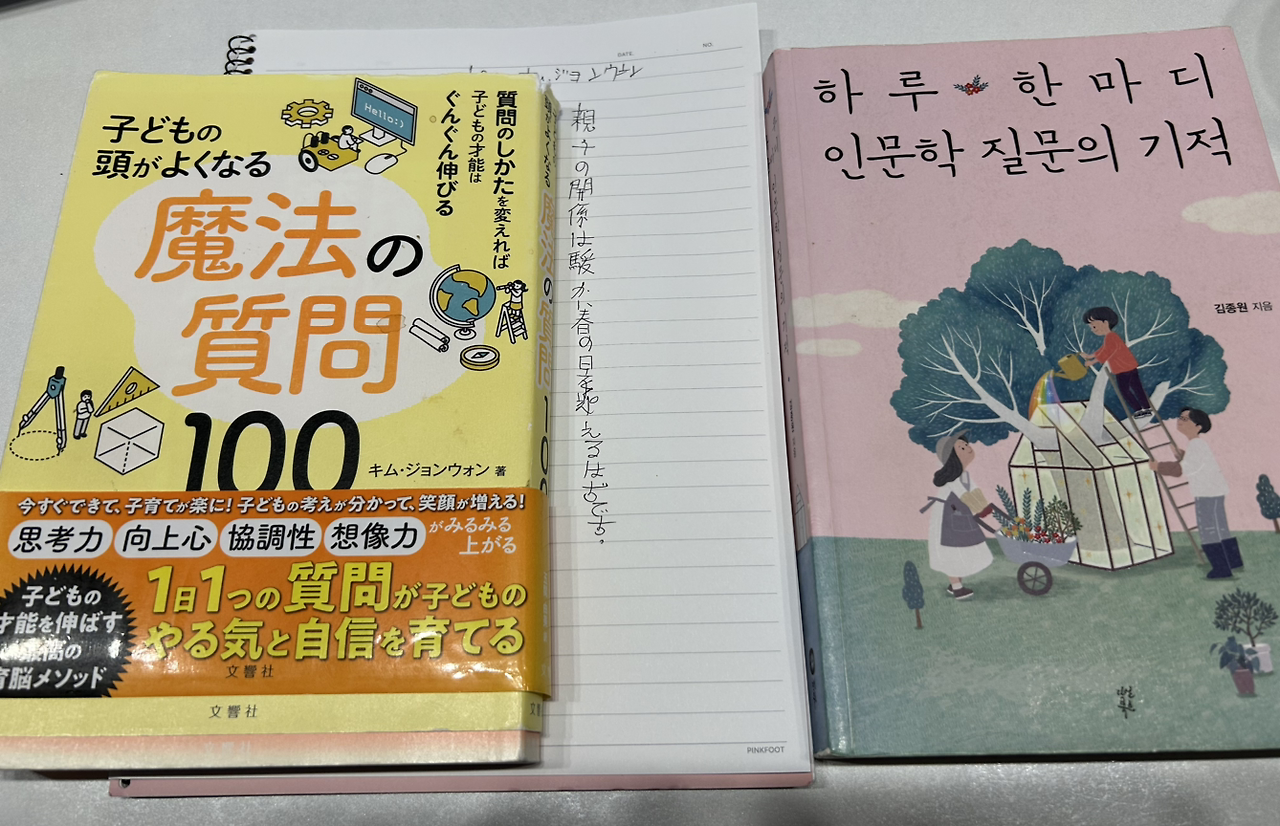 子どもの
頭がよくなる
魔法の
質問
100
質問のしかたを変えれば
子どもの才能は
ぐんぐん伸びる
Hello:)
キム・ジョンウォン 著
今すぐできて、子育てが楽に!子どもの考えが分かって、笑顔が増える!
思考力 向上心 協調性 想像力 がみるみる
上がる
1日1つの質問が子どもの
やる気と自信を育てる
子どもの
才能を伸ばす
最高の
育脳メソッド
文響社
文響社
DATE. NO.
親子の関係は暖かい春の日を迎えるはずです。
PINKFOOT
하루 한마디
인문학 질문의 기적
김종원 지음